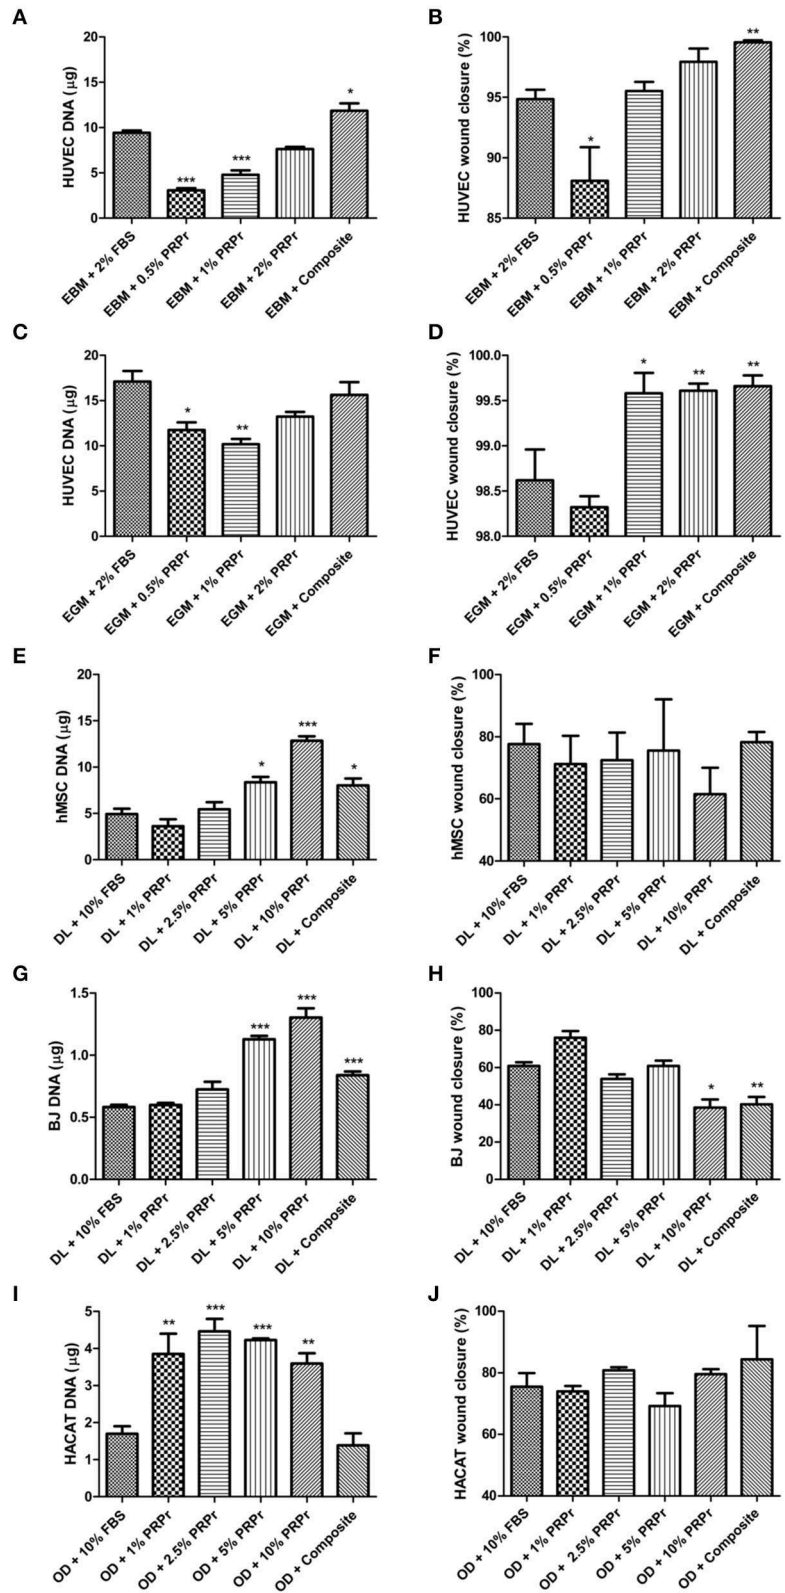 A
HUVEC DNA (µg)
20
15
10
5
0
***
***
*
EBM + 2% FBS
EBM + 0.5% PRPr
EBM + 1% PRPr
EBM + 2% PRPr
EBM + Composite
B
HUVEC wound closure (%)
100
95
90
85
*
**
EBM + 2% FBS
EBM + 0.5% PRPr
EBM + 1% PRPr
EBM + 2% PRPr
EBM + Composite
C
HUVEC DNA (µg)
20
15
10
5
0
*
**
EGM + 2% FBS
EGM + 0.5% PRPr
EGM + 1% PRPr
EGM + 2% PRPr
EGM + Composite
D
HUVEC wound closure (%)
100.0
99.5
99.0
98.5
98.0
*
**
**
EGM + 2% FBS
EGM + 0.5% PRPr
EGM + 1% PRPr
EGM + 2% PRPr
EGM + Composite
E
hMSC DNA (µg)
20
15
10
5
0
*
***
*
DL + 10% FBS
DL + 1% PRPr
DL + 2.5% PRPr
DL + 5% PRPr
DL + 10% PRPr
DL + Composite
F
hMSC wound closure (%)
100
80
60
40
DL + 10% FBS
DL + 1% PRPr
DL + 2.5% PRPr
DL + 5% PRPr
DL + 10% PRPr
DL + Composite
G
BJ DNA (µg)
1.5
1.0
0.5
0.0
***
***
***
DL + 10% FBS
DL + 1% PRPr
DL + 2.5% PRPr
DL + 5% PRPr
DL + 10% PRPr
DL + Composite
H
BJ wound closure (%)
100
80
60
40
20
0
*
**
DL + 10% FBS
DL + 1% PRPr
DL + 2.5% PRPr
DL + 5% PRPr
DL + 10% PRPr
DL + Composite
I
HACAT DNA (µg)
5
4
3
2
1
0
**
***
***
**
OD + 10% FBS
OD + 1% PRPr
OD + 2.5% PRPr
OD + 5% PRPr
OD + 10% PRPr
OD + Composite
J
HACAT wound closure (%)
100
80
60
40
OD + 10% FBS
OD + 1% PRPr
OD + 2.5% PRPr
OD + 5% PRPr
OD + 10% PRPr
OD + Composite